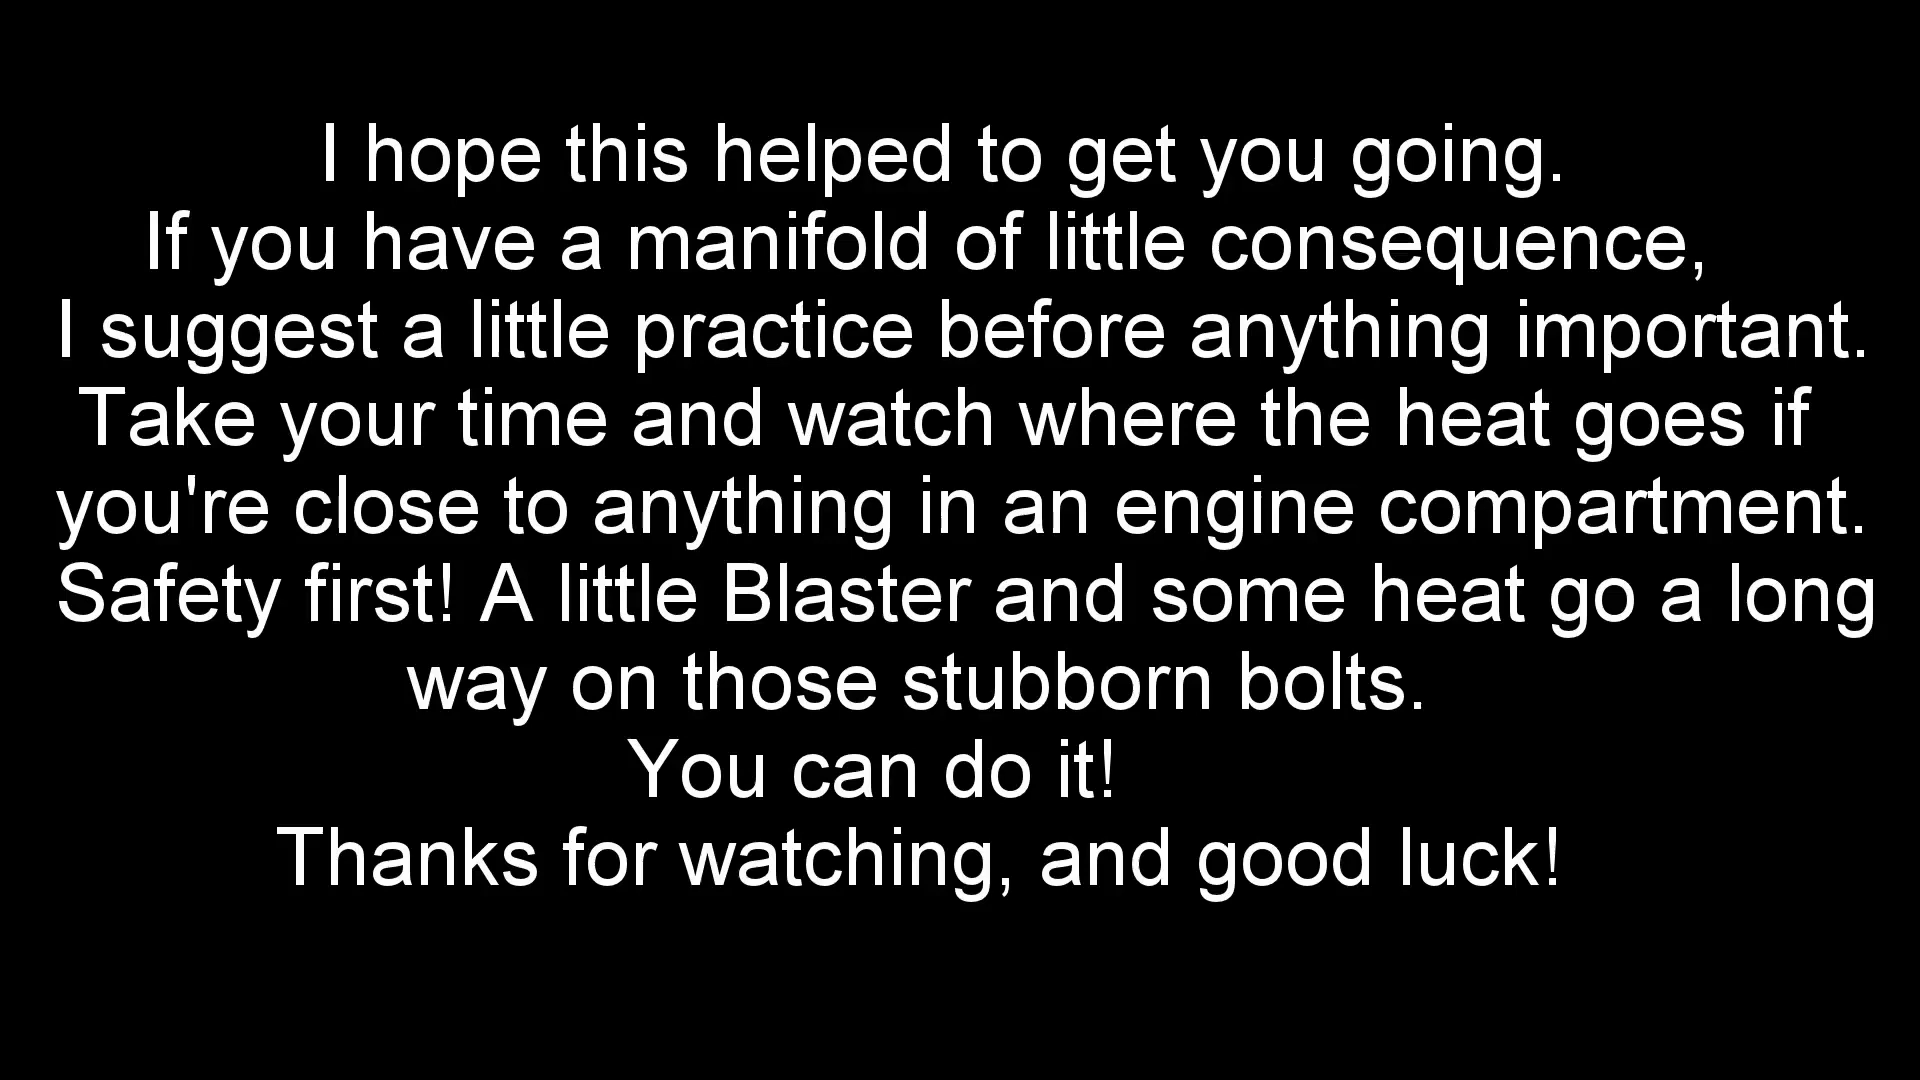 I hope this helped to get you going.
If you have a manifold of little consequence,
I suggest a little practice before anything important.
Take your time and watch where the heat goes if
you're close to anything in an engine compartment.
Safety first! A little Blaster and some heat go a long
way on those stubborn bolts.
You can do it!
Thanks for watching, and good luck!